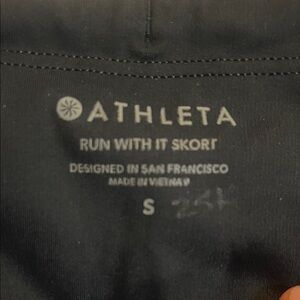 ATHLETA
RUN WITH IT SKORT
DESIGNED IN SAN FRANCISCO
MADE IN VIETNAM
S